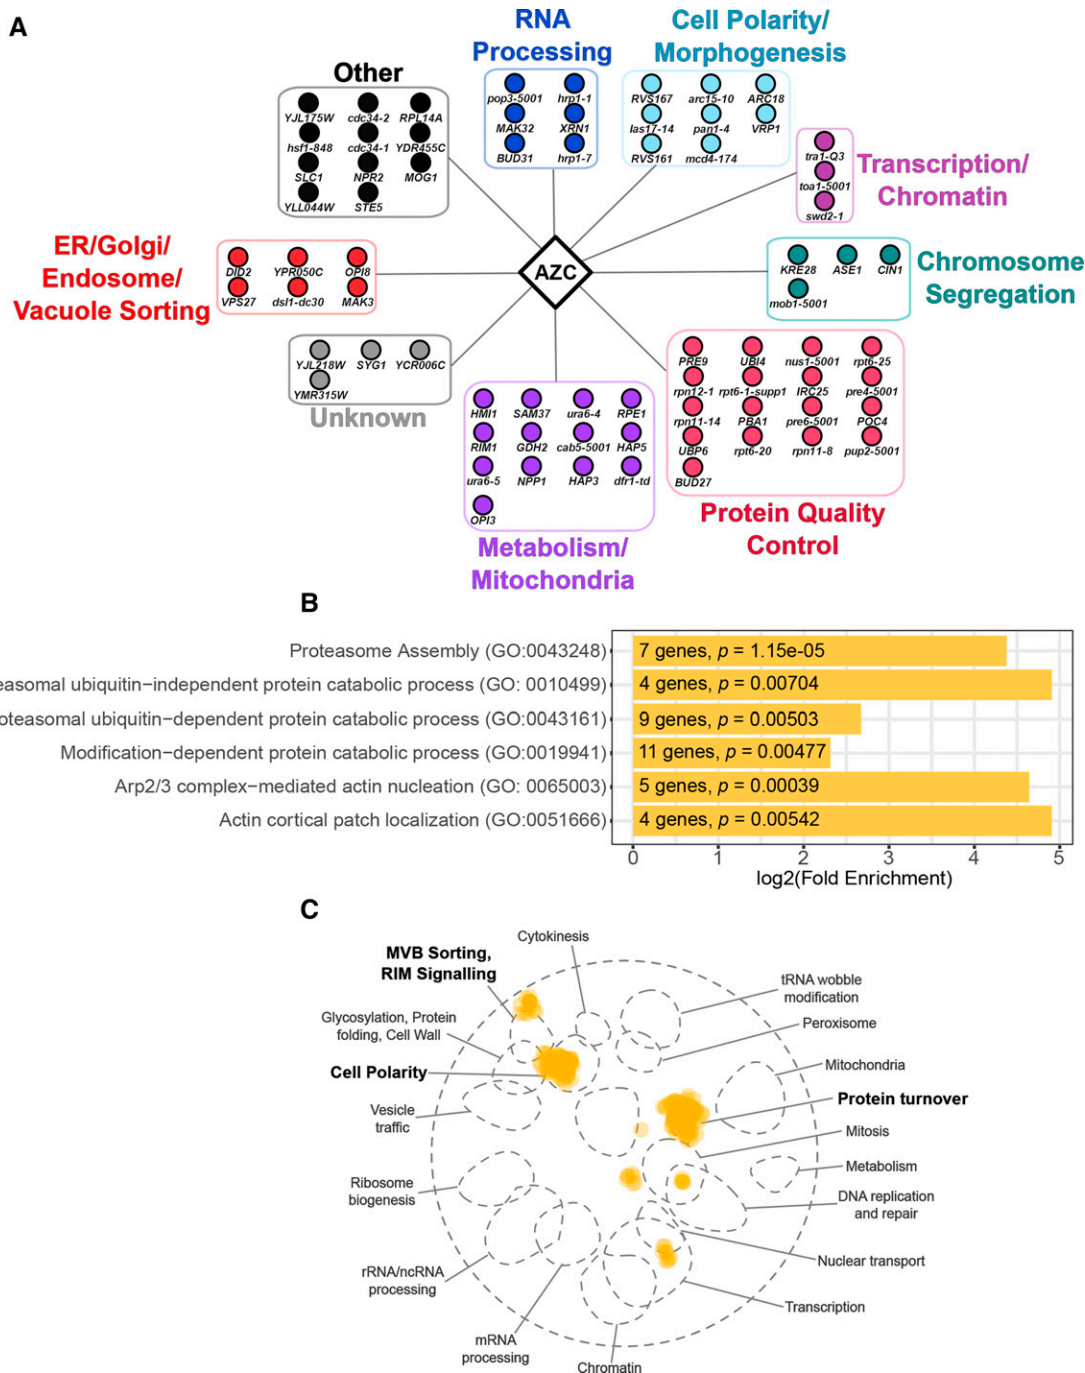 A
RNA
Processing
Cell Polarity/
Morphogenesis
Other
YJL175W cdc34-2 RPL14A
hsf1-848 cdc34-1 YDR455C
SLC1 NPR2 MOG1
YLL044W STE5
pop3-5001 hrp1-1
MAK32 XRN1
BUD31 hrp1-7
RVS167 arc15-10 ARC18
las17-14 pan1-4 VRP1
RVS161 mcd4-174
tra1-Q3
toa1-5001
swd2-1
Transcription/
Chromatin
ER/Golgi/
Endosome/
Vacuole Sorting
DID2 YPR050C OPI8
VPS27 dsl1-dc30 MAK3
AZC
KRE28 ASE1 CIN1
mob1-5001
Chromosome
Segregation
YJL218W SYG1 YCR006C
YMR315W
Unknown
HMI1 SAM37 ura6-4 RPE1
RIM1 GDH2 cab5-5001 HAP5
ura6-5 NPP1 HAP3 dfr1-td
OPI3
Metabolism/
Mitochondria
PRE9 UBI4 nus1-5001 rpt6-25
rpn12-1 rpt6-1-supp1 IRC25 pre4-5001
rpn11-14 PBA1 pre6-5001 POC4
UBP6 rpt6-20 rpn11-8 pup2-5001
BUD27
Protein Quality
Control
B
Proteasome Assembly (GO:0043248) 7 genes, p = 1.15e-05
easomal ubiquitin−independent protein catabolic process (GO: 0010499) 4 genes, p = 0.00704
oteasomal ubiquitin−dependent protein catabolic process (GO:0043161) 9 genes, p = 0.00503
Modification−dependent protein catabolic process (GO:0019941) 11 genes, p = 0.00477
Arp2/3 complex−mediated actin nucleation (GO: 0065003) 5 genes, p = 0.00039
Actin cortical patch localization (GO:0051666) 4 genes, p = 0.00542
0 1 2 3 4 5
log2(Fold Enrichment)
C
Cytokinesis
MVB Sorting,
RIM Signalling
tRNA wobble
modification
Glycosylation, Protein
folding, Cell Wall
Peroxisome
Cell Polarity
Mitochondria
Vesicle
traffic
Protein turnover
Mitosis
Metabolism
Ribosome
biogenesis
DNA replication
and repair
Nuclear transport
rRNA/ncRNA
processing
Transcription
mRNA
processing
Chromatin